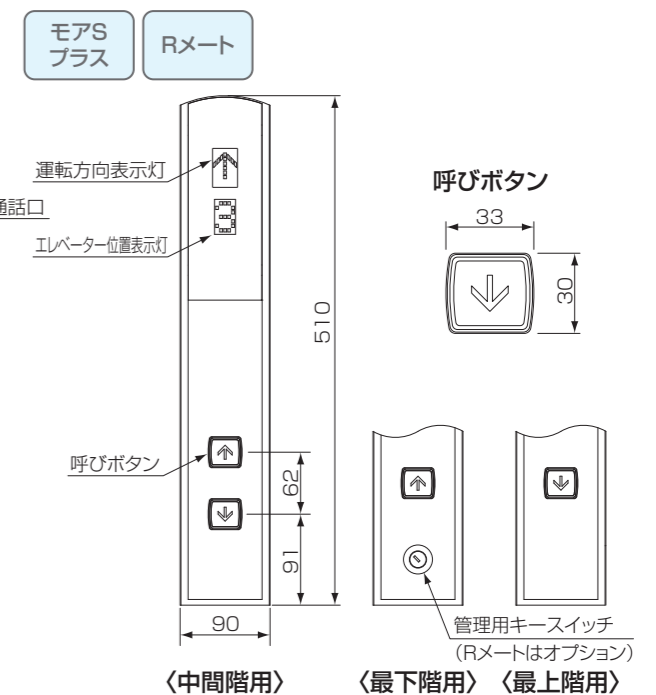 モアS
プラス
Rメート
運転方向表示灯
通話口
エレベーター位置表示灯
呼びボタン
33
30
510
呼びボタン
62
91
90
管理用キースイッチ
(Rメートはオプション)
〈中間階用〉
〈最下階用〉
〈最上階用〉